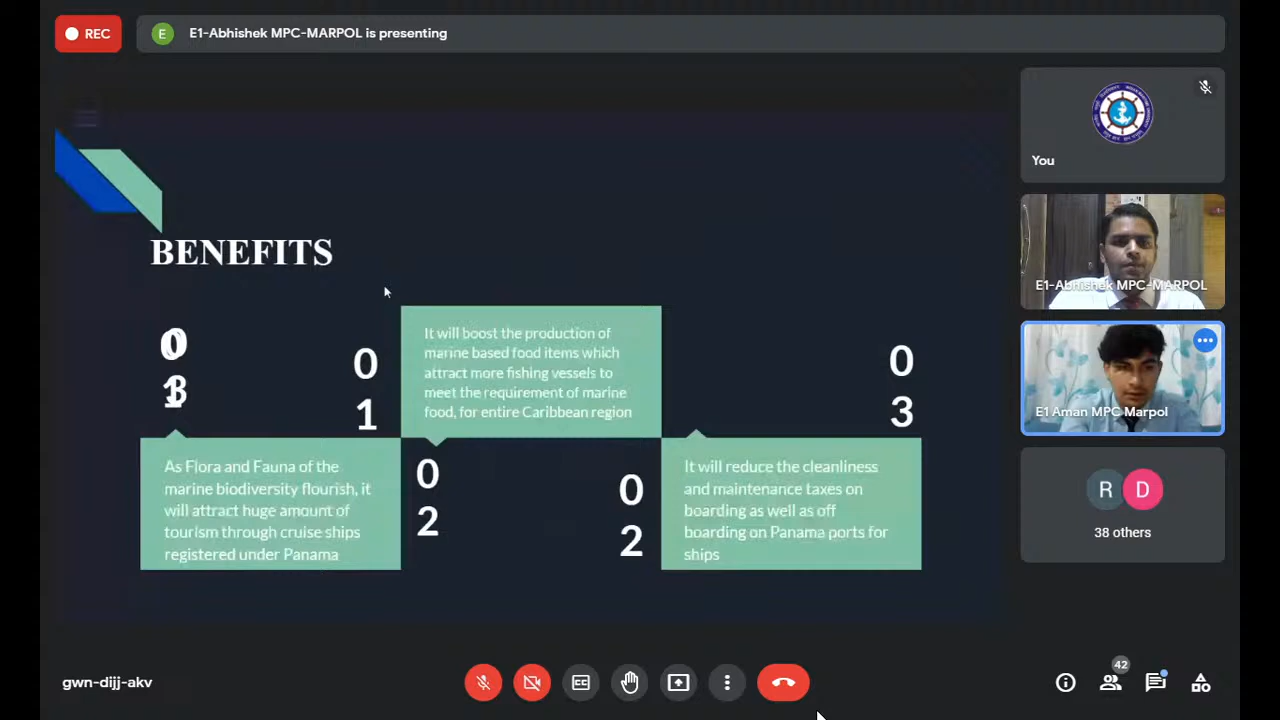 REC
E E1-Abhishek MPC-MARPOL is presenting
You
E1-Abhishek MPC-MARPOL
E1 Aman MPC Marpol
R D
38 others
BENEFITS
0
1
0
3
0
1
As Flora and Fauna of the
marine biodiversity flourish, it
will attract huge amount of
tourism through cruise ships
registered under Panama
It will boost the production of
marine based food items which
attract more fishing vessels to
meet the requirement of marine
food, for entire Caribbean region
0
2
0
2
0
3
It will reduce the cleanliness
and maintenance taxes on
boarding as well as off
boarding on Panama ports for
ships
gwn-dijj-akv
CC
42